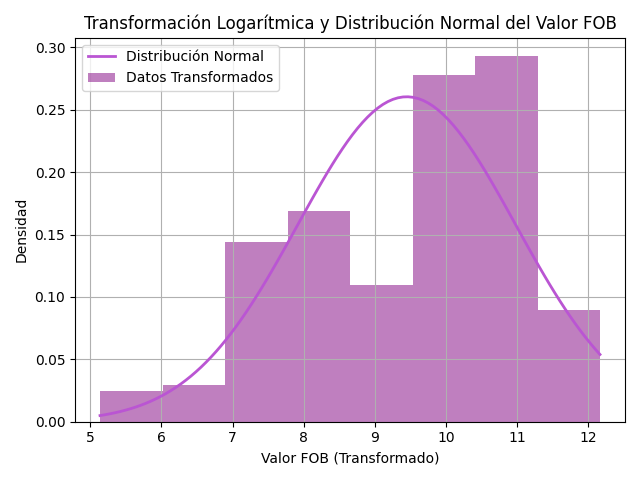 Transformación Logarítmica y Distribución Normal del Valor FOB
Distribución Normal
Datos Transformados
Densidad
0.30
0.25
0.20
0.15
0.10
0.05
0.00
5 6 7 8 9 10 11 12
Valor FOB (Transformado)